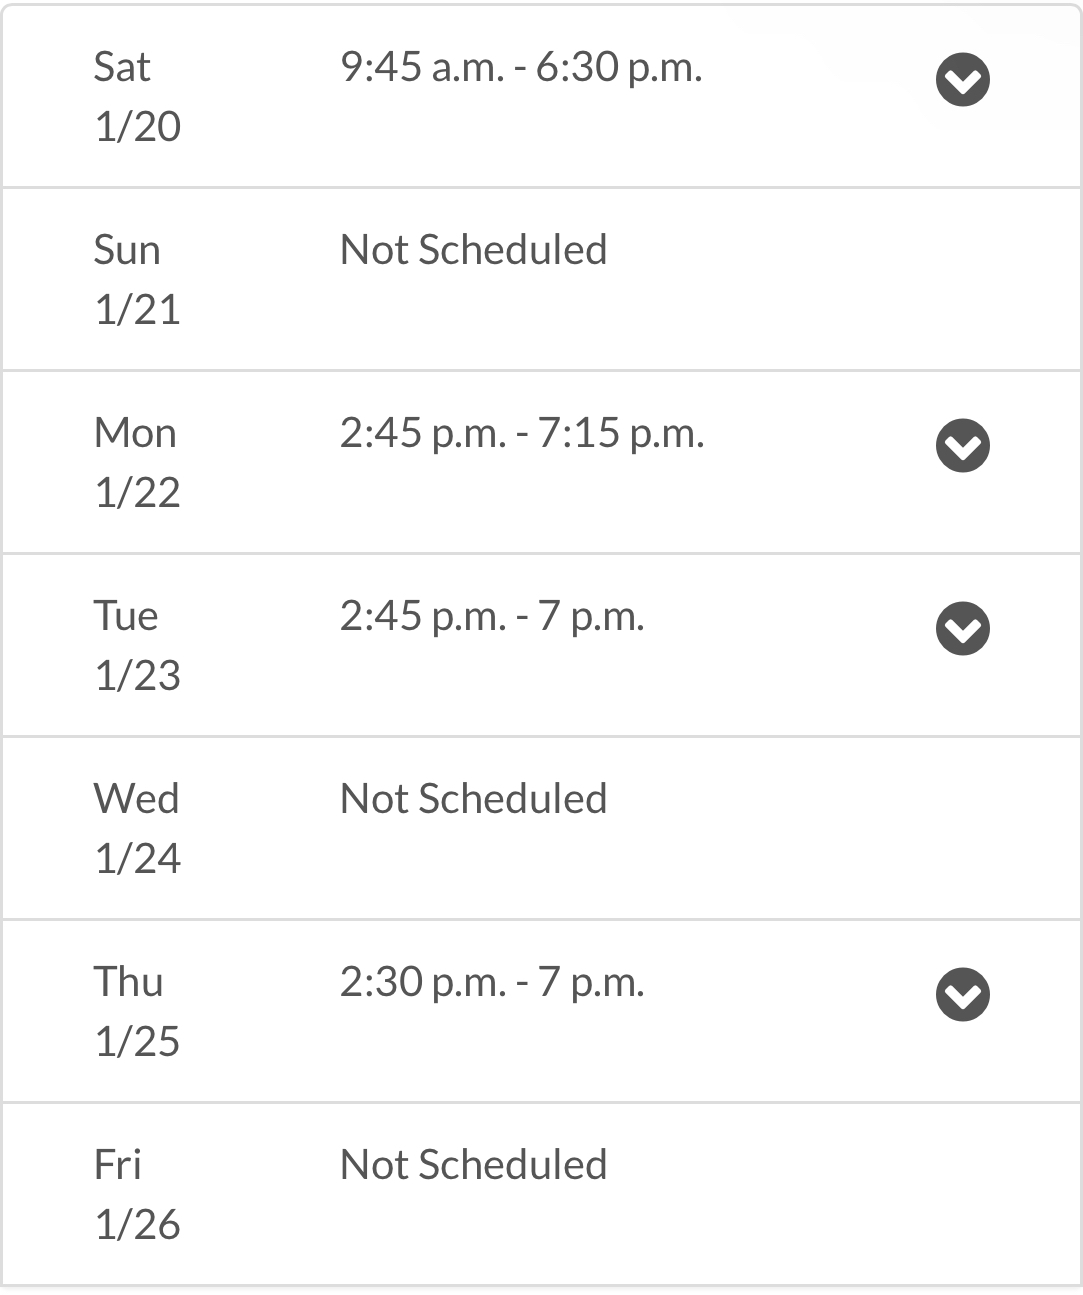 Sat 9:45 a.m. - 6:30 p.m.
1/20
Sun Not Scheduled
1/21
Mon 2:45 p.m. - 7:15 p.m.
1/22
Tue 2:45 p.m. - 7 p.m.
1/23
Wed Not Scheduled
1/24
Thu 2:30 p.m. - 7 p.m.
1/25
Fri Not Scheduled
1/26